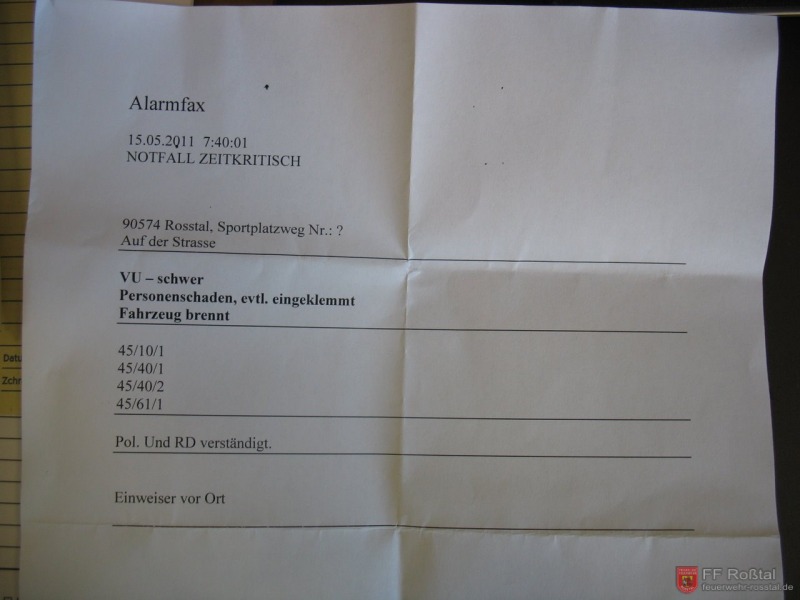 Alarmfax
15.05.2011 7:40:01
NOTFALL ZEITKRITISCH
90574 Rosstal, Sportplatzweg Nr.: ?
Auf der Strasse
VU – schwer
Personenschaden, evtl. eingeklemmt
Fahrzeug brennt
45/10/1
45/40/1
45/40/2
45/61/1
Pol. Und RD verständigt.
Einweiser vor Ort
Datu
Zchr
FF Roßtal
feuerwehr-rosstal.de